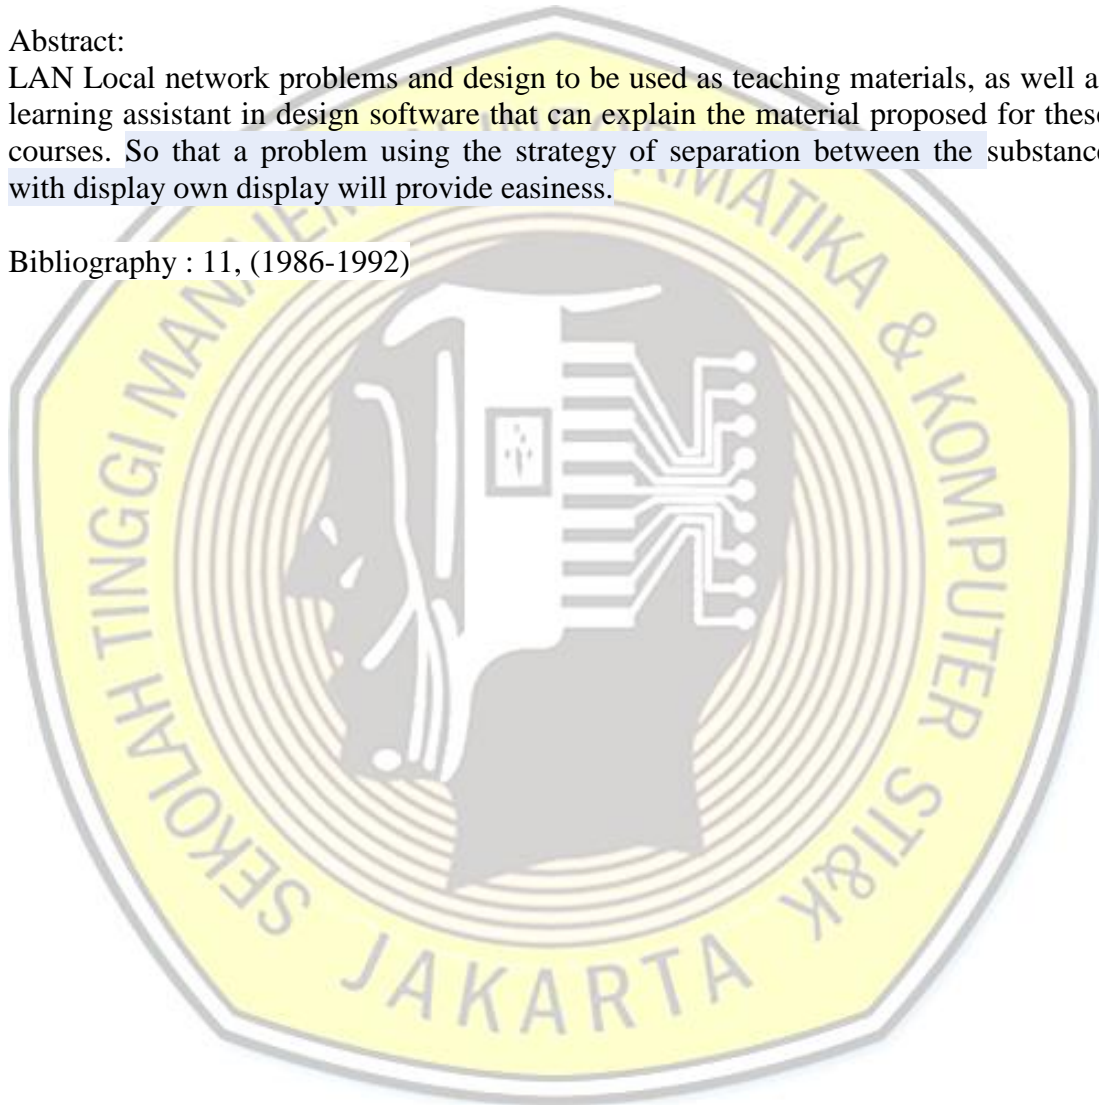 Abstract:
LAN Local network problems and design to be used as teaching materials, as well a
learning assistant in design software that can explain the material proposed for these
courses. So that a problem using the strategy of separation between the substance
with display own display will provide easiness.
Bibliography : 11, (1986-1992)
SEKOLAH TINGGI MANAJEMEN INFORMATIKA & KOMPUTER STI&K
JAKARTA